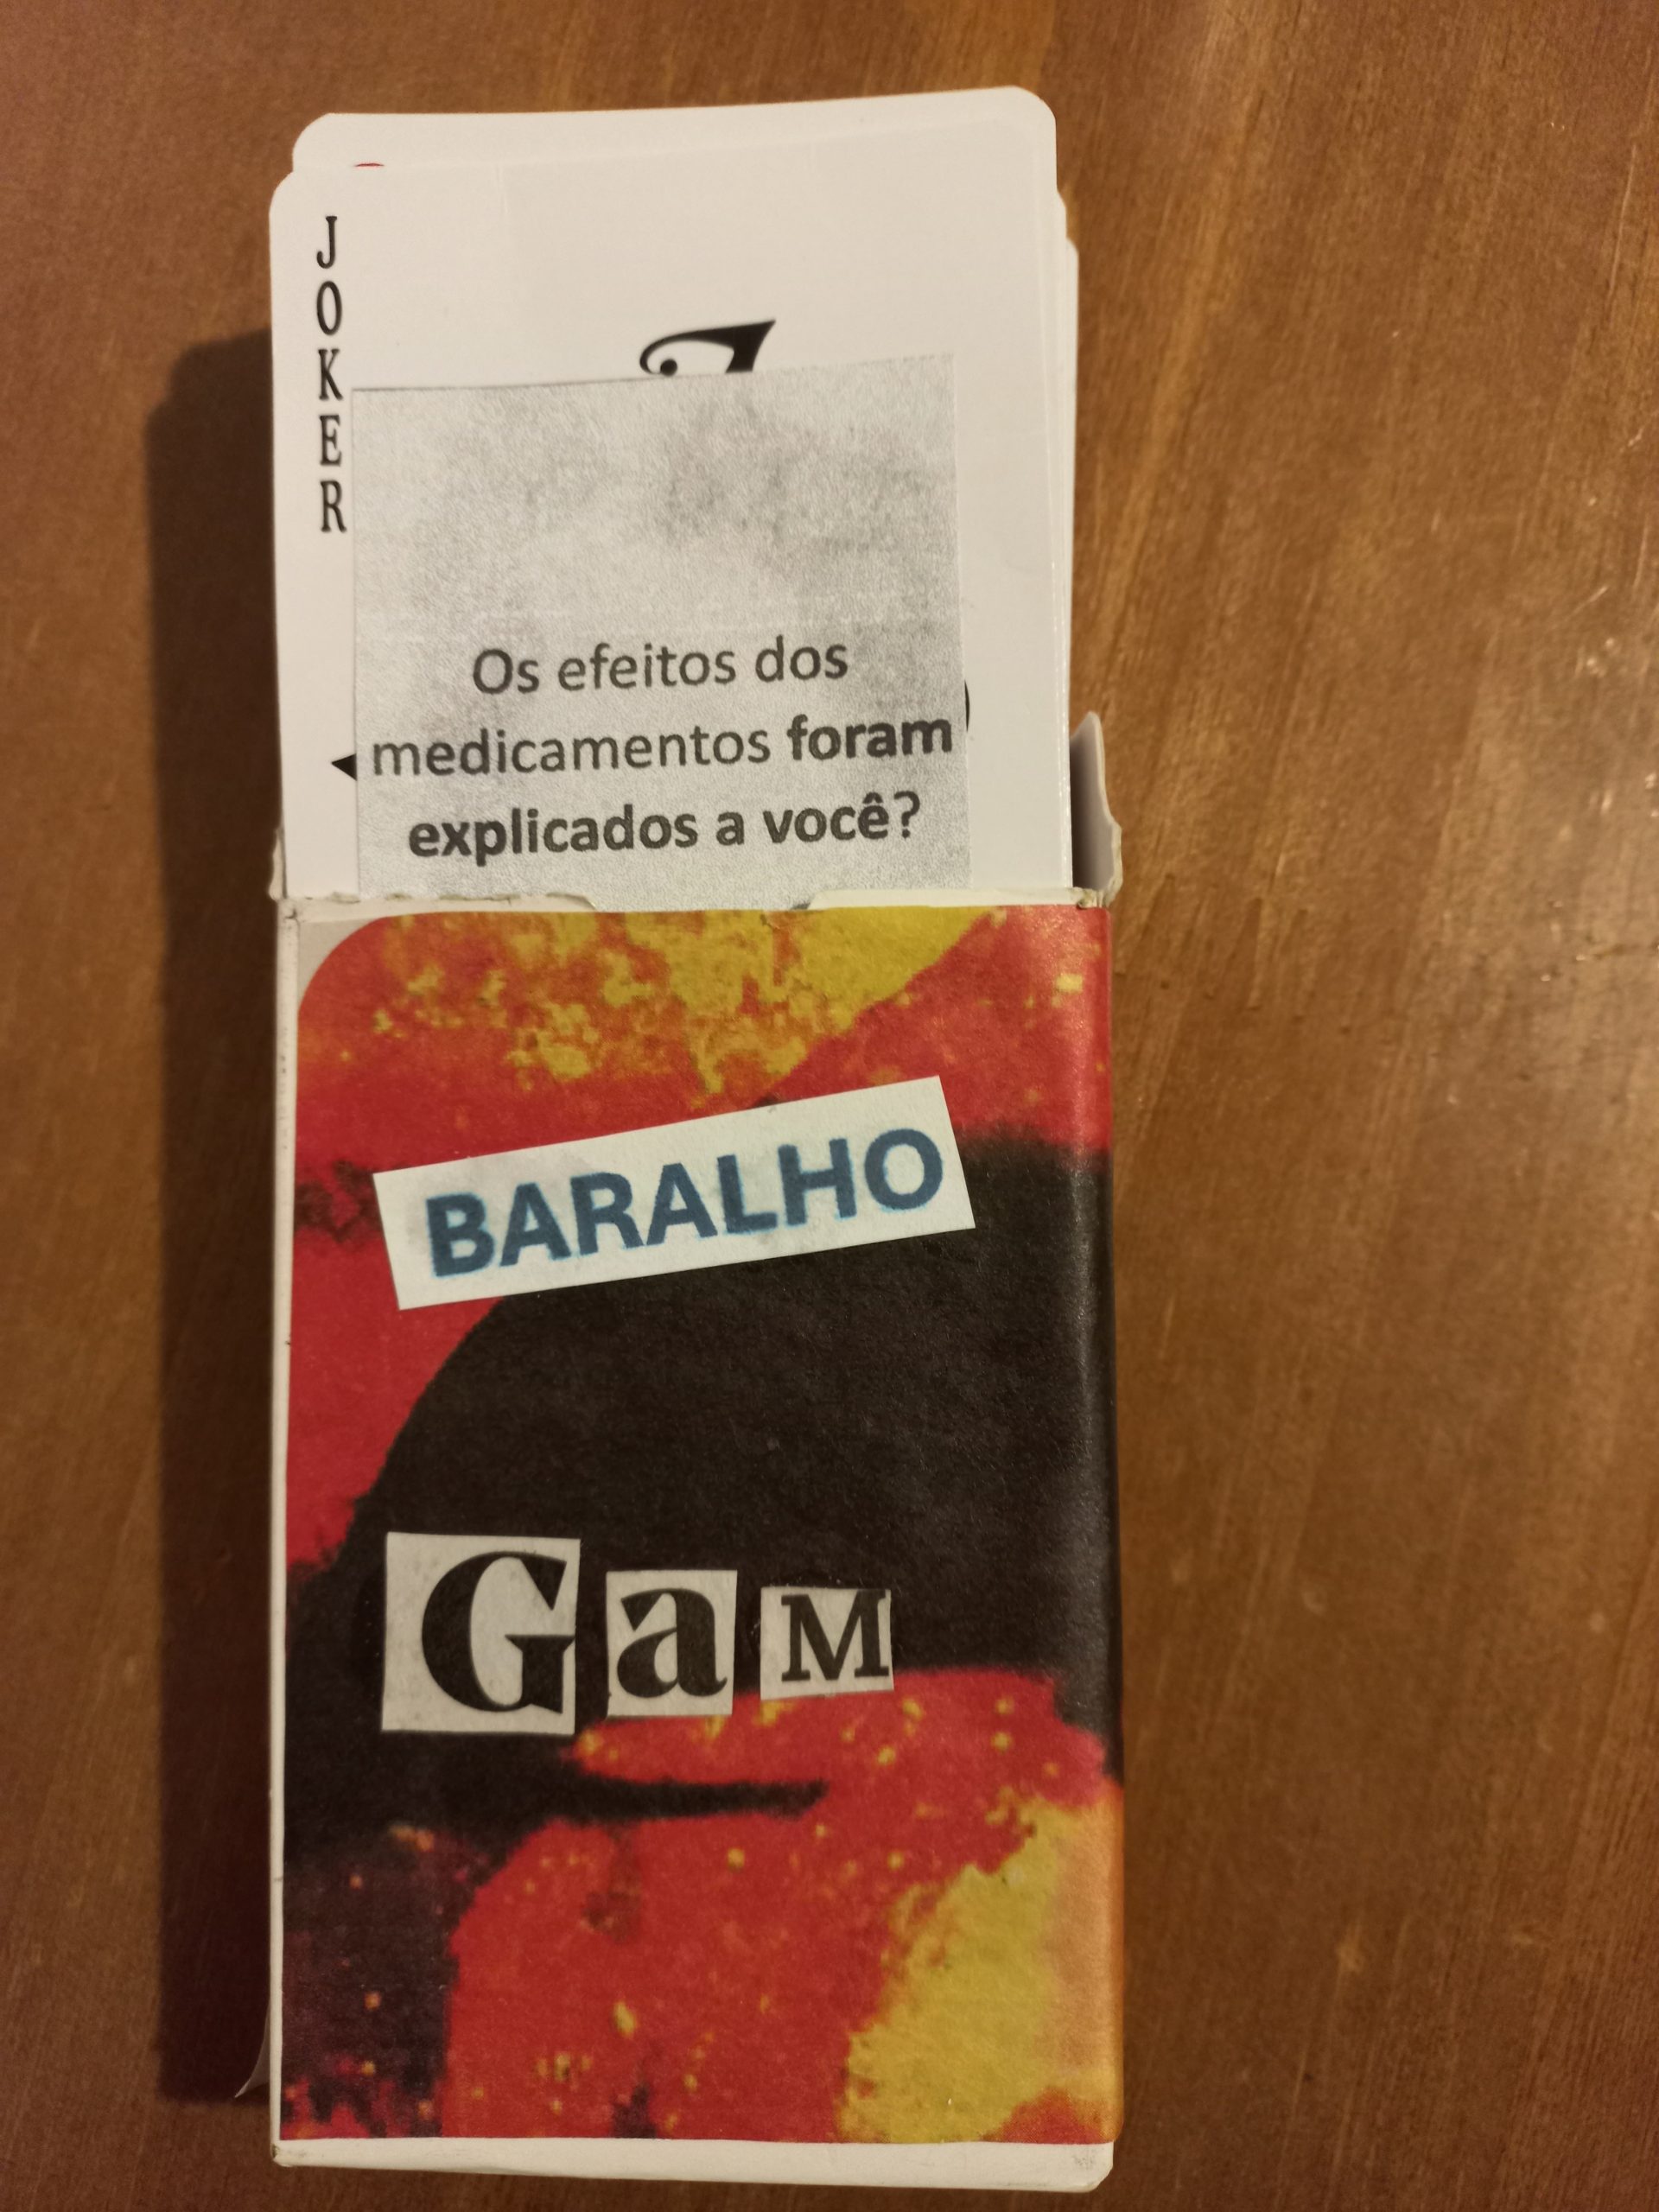 JOKER
J
Os efeitos dos
medicamentos foram
explicados a você?
BARALHO
GaM